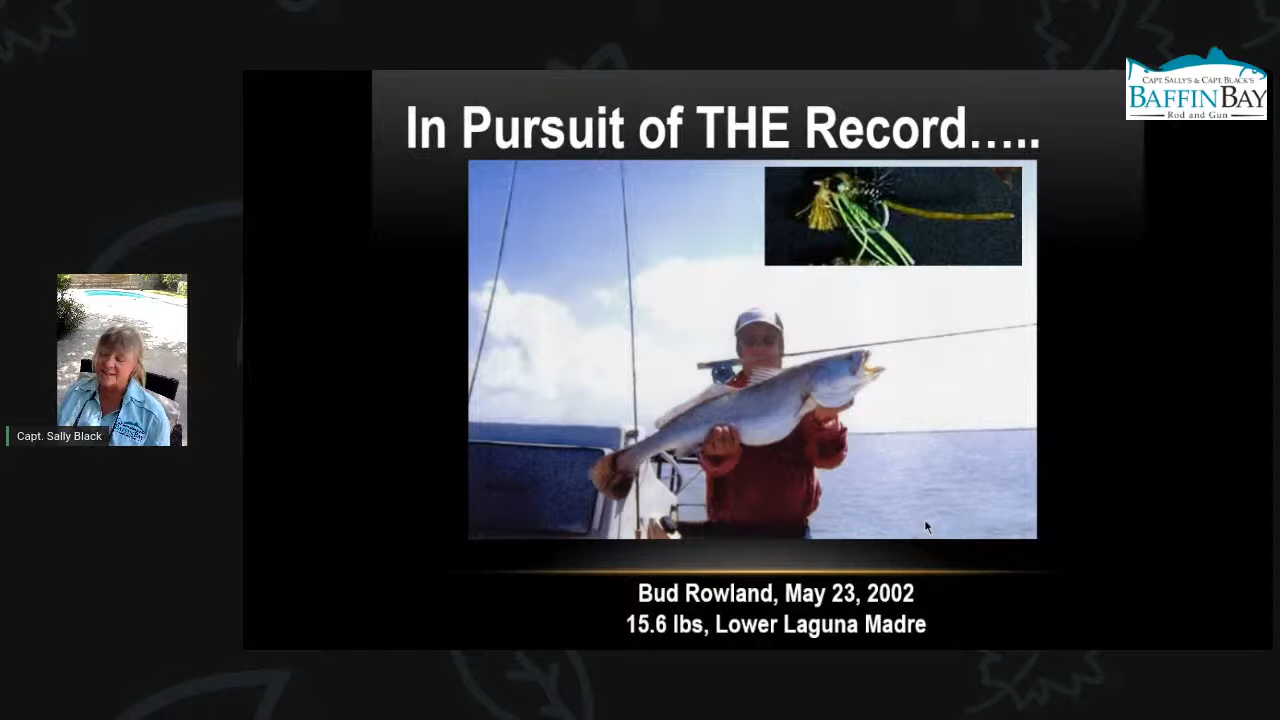 CAPT SALLY'S & CAPT BLACK'S
BAFFIN BAY
Rod and Gun
In Pursuit of THE Record.....
Capt. Sally Black
Bud Rowland, May 23, 2002
15.6 lbs, Lower Laguna Madre